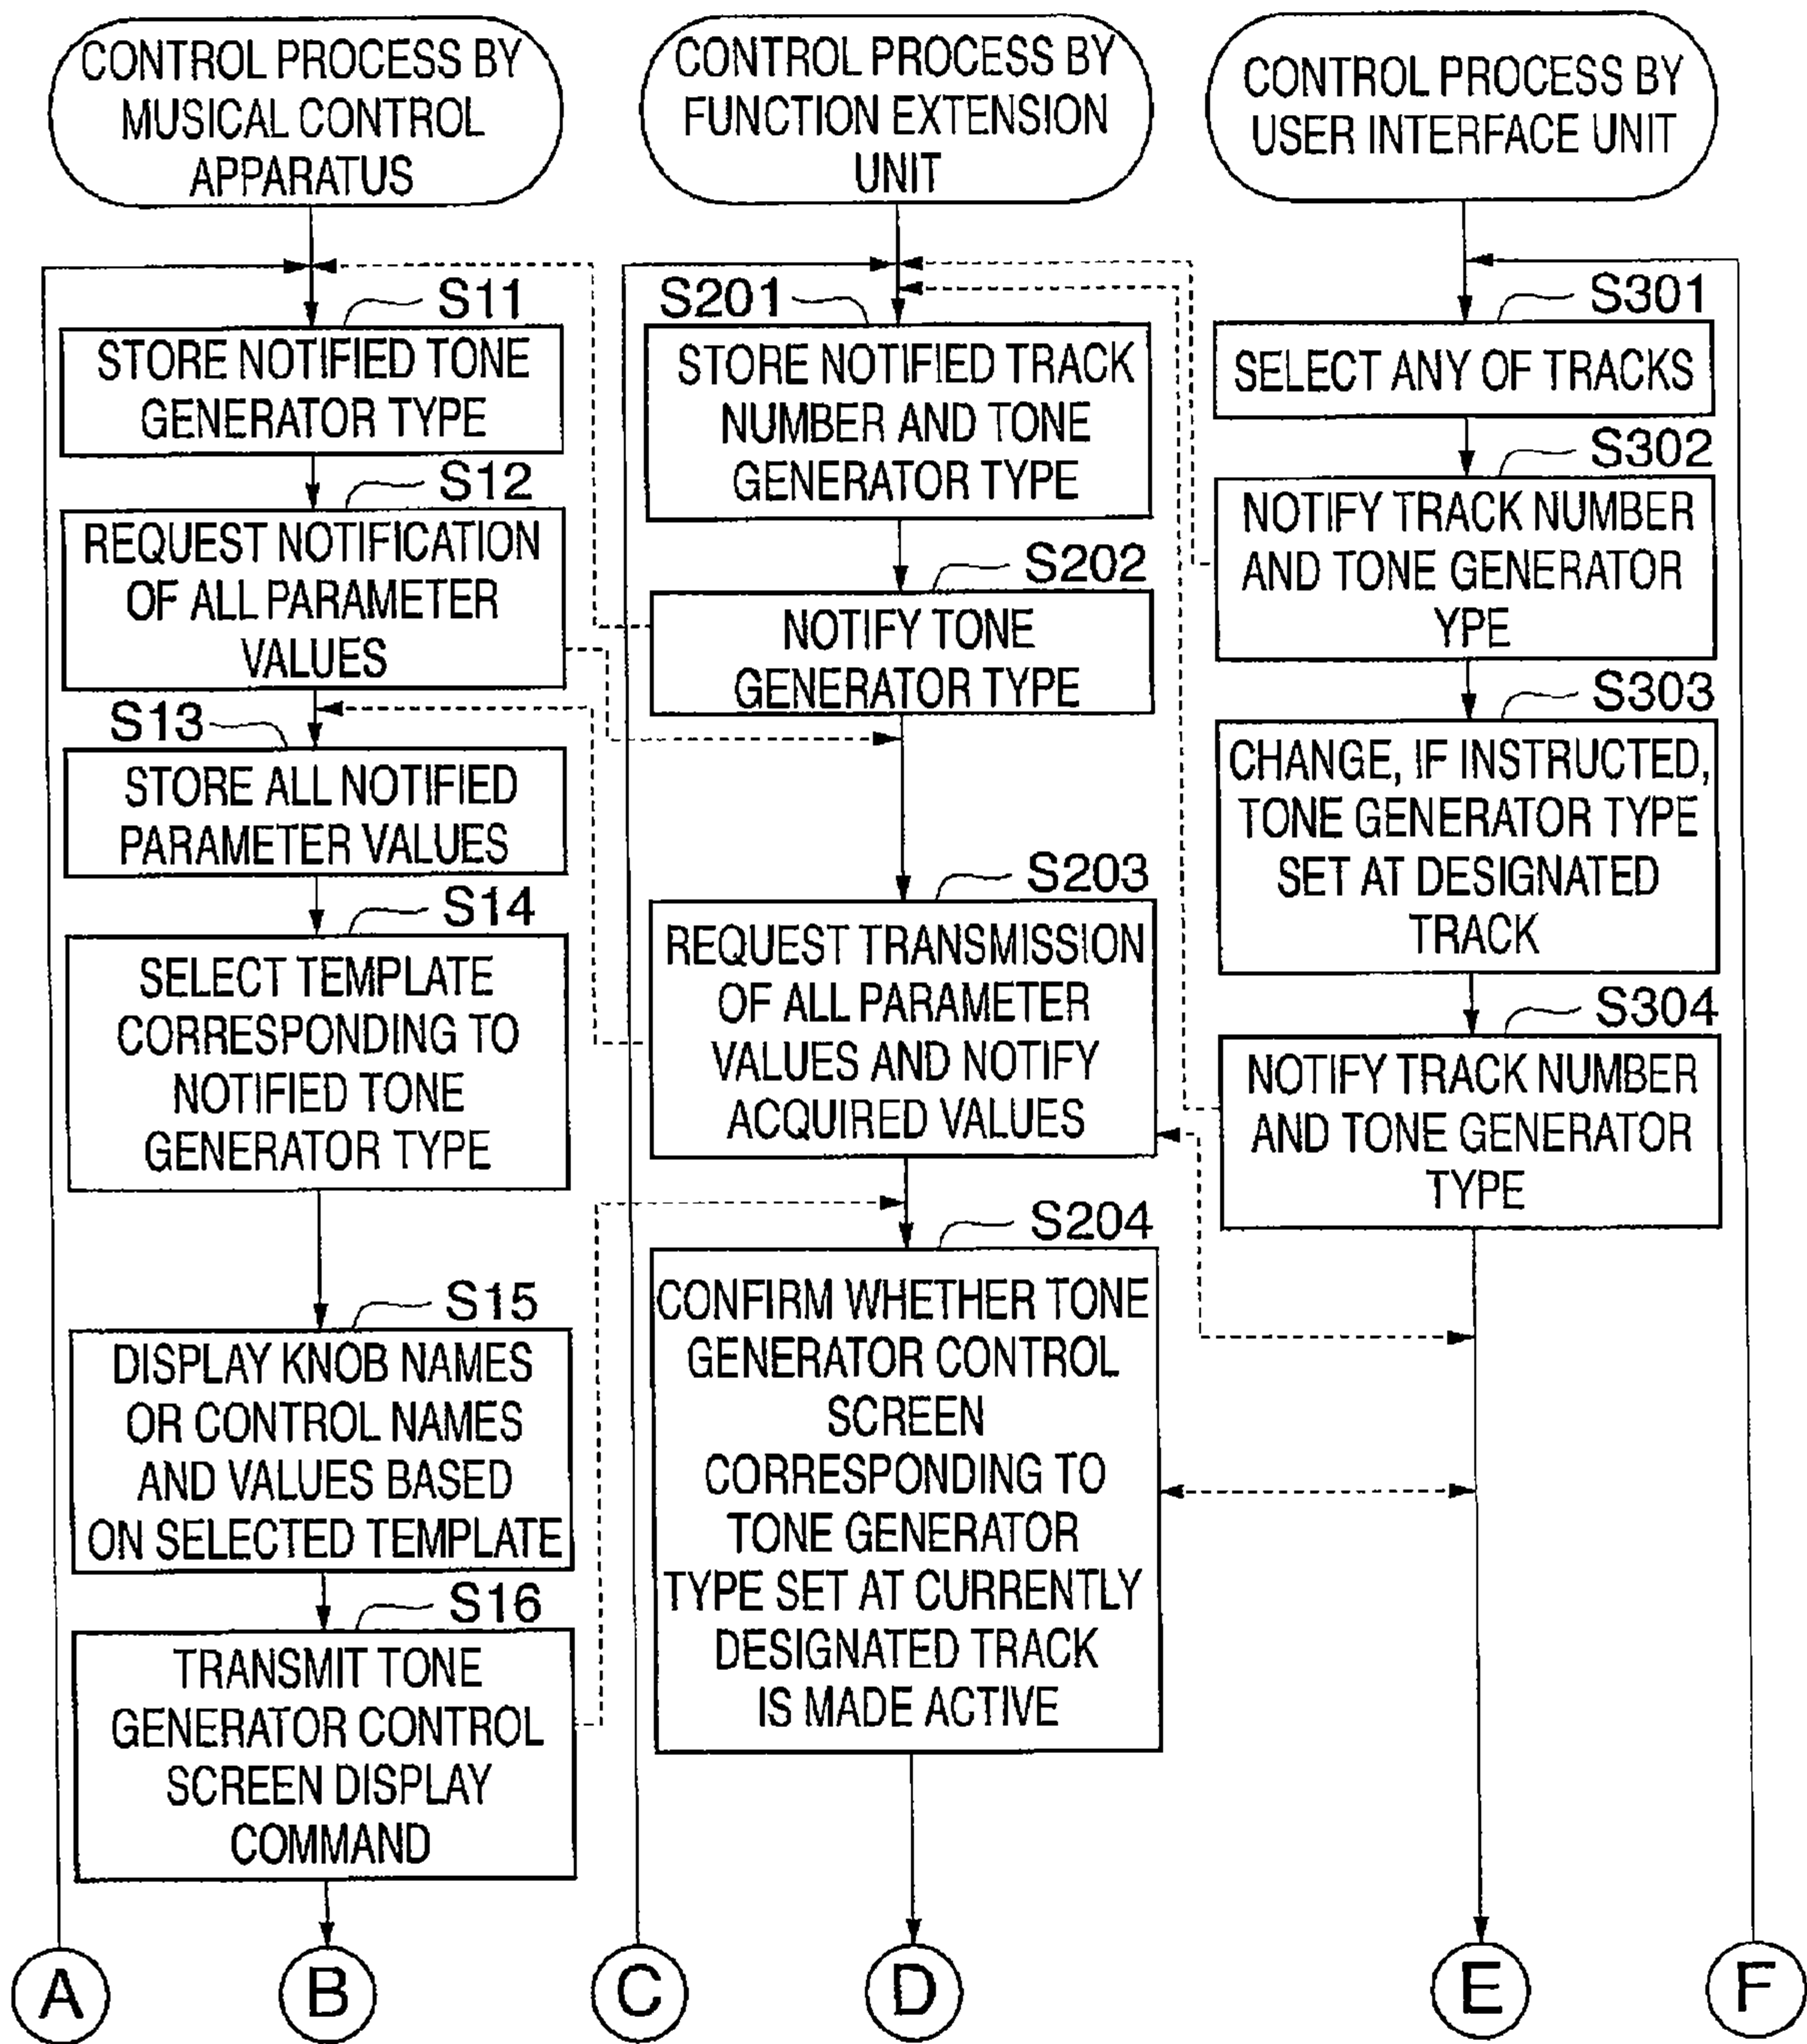 CONTROL PROCESS BY
MUSICAL CONTROL
APPARATUS
S11
STORE NOTIFIED TONE
GENERATOR TYPE
S12
REQUEST NOTIFICATION
OF ALL PARAMETER
VALUES
S13
STORE ALL NOTIFIED
PARAMETER VALUES
S14
SELECT TEMPLATE
CORRESPONDING TO
NOTIFIED TONE
GENERATOR TYPE
S15
DISPLAY KNOB NAMES
OR CONTROL NAMES
AND VALUES BASED
ON SELECTED TEMPLATE
S16
TRANSMIT TONE
GENERATOR CONTROL
SCREEN DISPLAY
COMMAND
A
B
CONTROL PROCESS BY
FUNCTION EXTENSION
UNIT
S201
STORE NOTIFIED TRACK
NUMBER AND TONE
GENERATOR TYPE
S202
NOTIFY TONE
GENERATOR TYPE
S203
REQUEST TRANSMISSION
OF ALL PARAMETER
VALUES AND NOTIFY
ACQUIRED VALUES
S204
CONFIRM WHETHER TONE
GENERATOR CONTROL
SCREEN
CORRESPONDING TO
TONE GENERATOR
TYPE SET AT CURRENTLY
DESIGNATED TRACK
IS MADE ACTIVE
C
D
CONTROL PROCESS BY
USER INTERFACE UNIT
S301
SELECT ANY OF TRACKS
S302
NOTIFY TRACK NUMBER
AND TONE GENERATOR
YPE
S303
CHANGE, IF INSTRUCTED,
TONE GENERATOR TYPE
SET AT DESIGNATED
TRACK
S304
NOTIFY TRACK NUMBER
AND TONE GENERATOR
TYPE
E
F